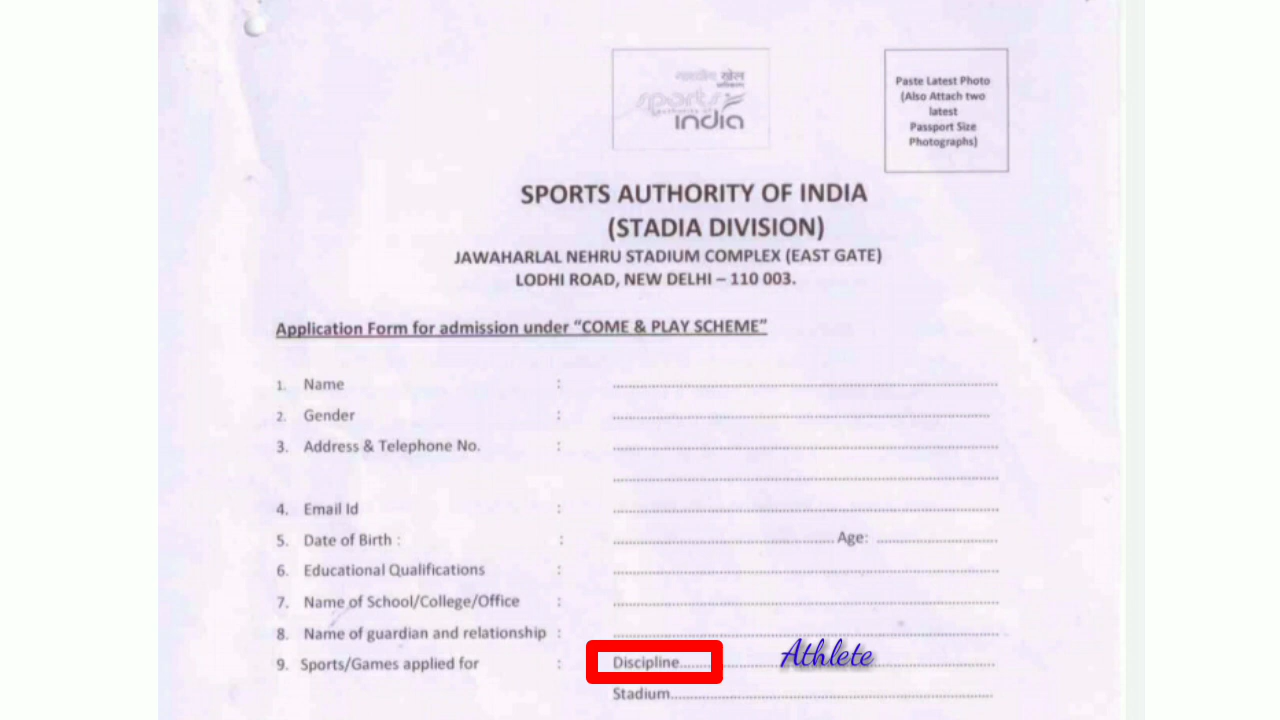 भारतीय खेल
प्राधिकरण
sports
authority of
india
Paste Latest Photo
(Also Attach two
latest
Passport Size
Photographs)
SPORTS AUTHORITY OF INDIA
(STADIA DIVISION)
JAWAHARLAL NEHRU STADIUM COMPLEX (EAST GATE)
LODHI ROAD, NEW DELHI – 110 003.
Application Form for admission under “COME & PLAY SCHEME”
1. Name : ....................
2. Gender : ....................
3. Address & Telephone No. : ....................
....................
4. Email Id : ....................
5. Date of Birth : : .................... Age: ....................
6. Educational Qualifications : ....................
7. Name of School/College/Office : ....................
8. Name of guardian and relationship : ....................
9. Sports/Games applied for : Discipline.................... Athlete
Stadium....................